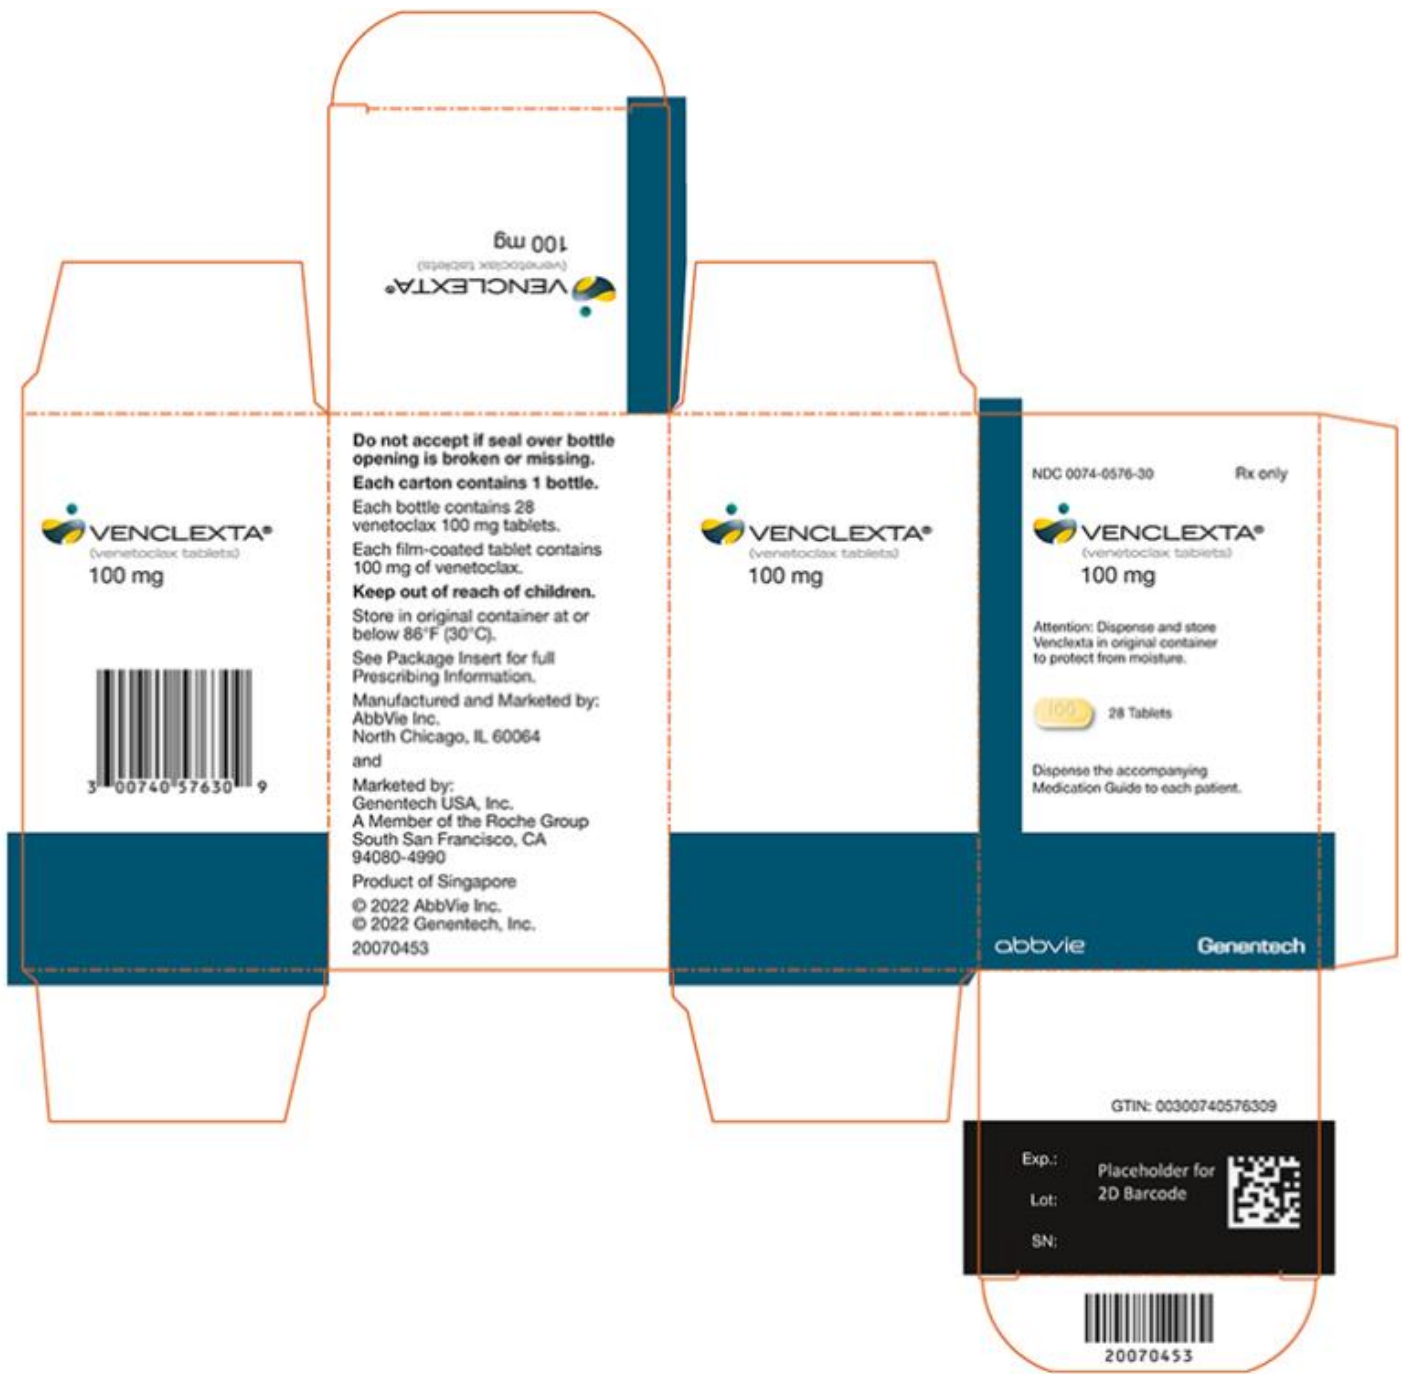 VENCLEXTA®
(venetoclax tablets)
100 mg
VENCLEXTA®
(venetoclax tablets)
100 mg
3 00740 57630 9
Do not accept if seal over bottle
opening is broken or missing.
Each carton contains 1 bottle.
Each bottle contains 28
venetoclax 100 mg tablets.
Each film-coated tablet contains
100 mg of venetoclax.
Keep out of reach of children.
Store in original container at or
below 86°F (30°C).
See Package Insert for full
Prescribing Information.
Manufactured and Marketed by:
AbbVie Inc.
North Chicago, IL 60064
and
Marketed by:
Genentech USA, Inc.
A Member of the Roche Group
South San Francisco, CA
94080-4990
Product of Singapore
© 2022 AbbVie Inc.
© 2022 Genentech, Inc.
20070453
VENCLEXTA®
(venetoclax tablets)
100 mg
NDC 0074-0576-30 Rx only
VENCLEXTA®
(venetoclax tablets)
100 mg
Attention: Dispense and store
Venclexta in original container
to protect from moisture.
100
28 Tablets
Dispense the accompanying
Medication Guide to each patient.
abbvie Genentech
GTIN: 00300740576309
Exp.:
Lot:
SN:
Placeholder for
2D Barcode
20070453